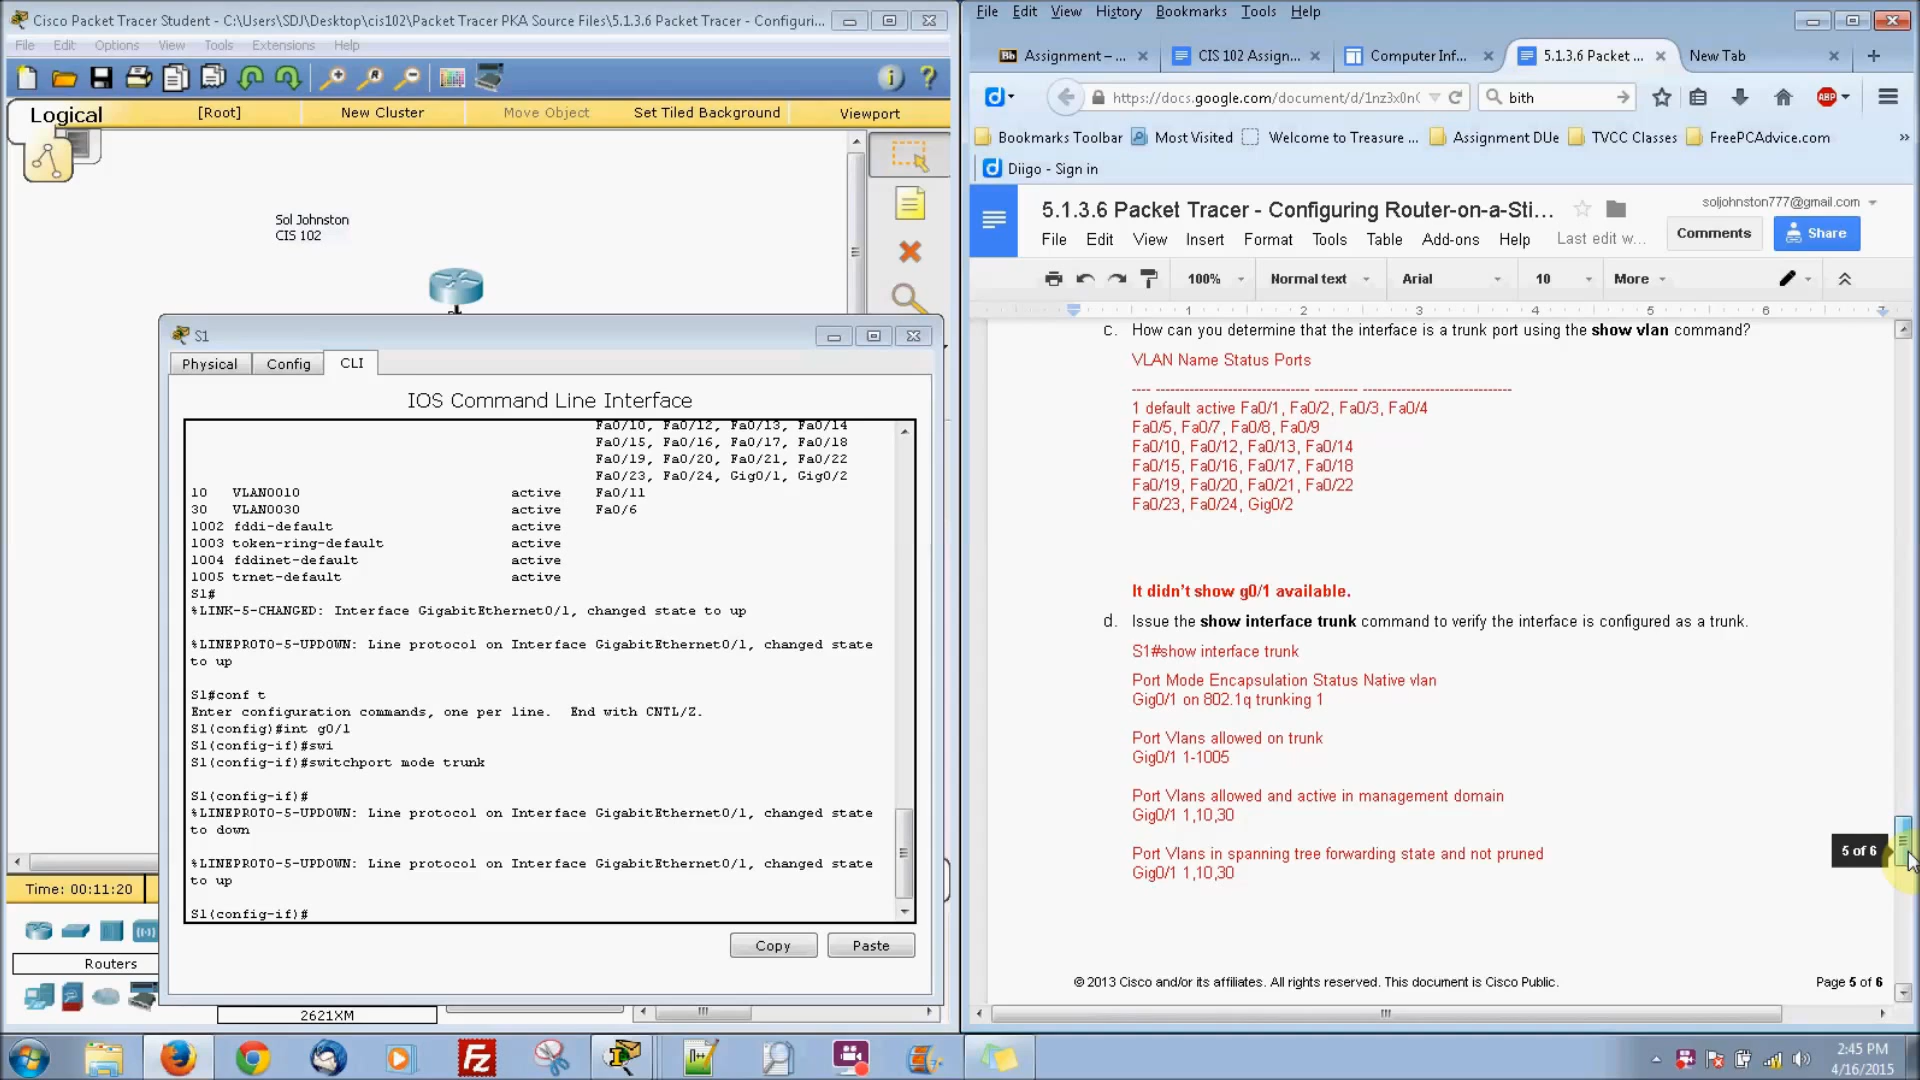 Cisco Packet Tracer Student - C:\Users\SDJ\Desktop\cis102\Packet Tracer PKA Source Files\5.1.3.6 Packet Tracer - Configuri...
File Edit Options View Tools Extensions Help
Logical [Root] New Cluster Move Object Set Tiled Background Viewport
Sol Johnston
CIS 102
S1
Physical Config CLI
IOS Command Line Interface
Fa0/10, Fa0/12, Fa0/13, Fa0/14
Fa0/15, Fa0/16, Fa0/17, Fa0/18
Fa0/19, Fa0/20, Fa0/21, Fa0/22
Fa0/23, Fa0/24, Gig0/1, Gig0/2
10 VLAN0010 active Fa0/11
30 VLAN0030 active Fa0/6
1002 fddi-default active
1003 token-ring-default active
1004 fddinet-default active
1005 trnet-default active
S1#
%LINK-5-CHANGED: Interface GigabitEthernet0/1, changed state to up
%LINEPROTO-5-UPDOWN: Line protocol on Interface GigabitEthernet0/1, changed state
to up
S1#conf t
Enter configuration commands, one per line. End with CNTL/Z.
S1(config)#int g0/1
S1(config-if)#swi
S1(config-if)#switchport mode trunk
S1(config-if)#
%LINEPROTO-5-UPDOWN: Line protocol on Interface GigabitEthernet0/1, changed state
to down
%LINEPROTO-5-UPDOWN: Line protocol on Interface GigabitEthernet0/1, changed state
to up
S1(config-if)#
Copy Paste
Time: 00:11:20
Routers
2621XM
File Edit View History Bookmarks Tools Help
Bb Assignment – ... CIS 102 Assign... Computer Inf... 5.1.3.6 Packet ... New Tab
https://docs.google.com/document/d/1nz3x0n( bith
ABP
Bookmarks Toolbar Most Visited Welcome to Treasure ... Assignment DUe TVCC Classes FreePCAdvice.com
Diigo - Sign in
5.1.3.6 Packet Tracer - Configuring Router-on-a-Sti...
soljohnston777@gmail.com
File Edit View Insert Format Tools Table Add-ons Help Last edit w...
Comments Share
100% Normal text Arial 10 More
1 2 3 4 5 6 7
c. How can you determine that the interface is a trunk port using the show vlan command?
VLAN Name Status Ports
---- -------------------------------- --------- -------------------------------
1 default active Fa0/1, Fa0/2, Fa0/3, Fa0/4
Fa0/5, Fa0/7, Fa0/8, Fa0/9
Fa0/10, Fa0/12, Fa0/13, Fa0/14
Fa0/15, Fa0/16, Fa0/17, Fa0/18
Fa0/19, Fa0/20, Fa0/21, Fa0/22
Fa0/23, Fa0/24, Gig0/2
It didn't show g0/1 available.
d. Issue the show interface trunk command to verify the interface is configured as a trunk.
S1#show interface trunk
Port Mode Encapsulation Status Native vlan
Gig0/1 on 802.1q trunking 1
Port Vlans allowed on trunk
Gig0/1 1-1005
Port Vlans allowed and active in management domain
Gig0/1 1,10,30
Port Vlans in spanning tree forwarding state and not pruned
Gig0/1 1,10,30
5 of 6
© 2013 Cisco and/or its affiliates. All rights reserved. This document is Cisco Public.
Page 5 of 6
2:45 PM
4/16/2015